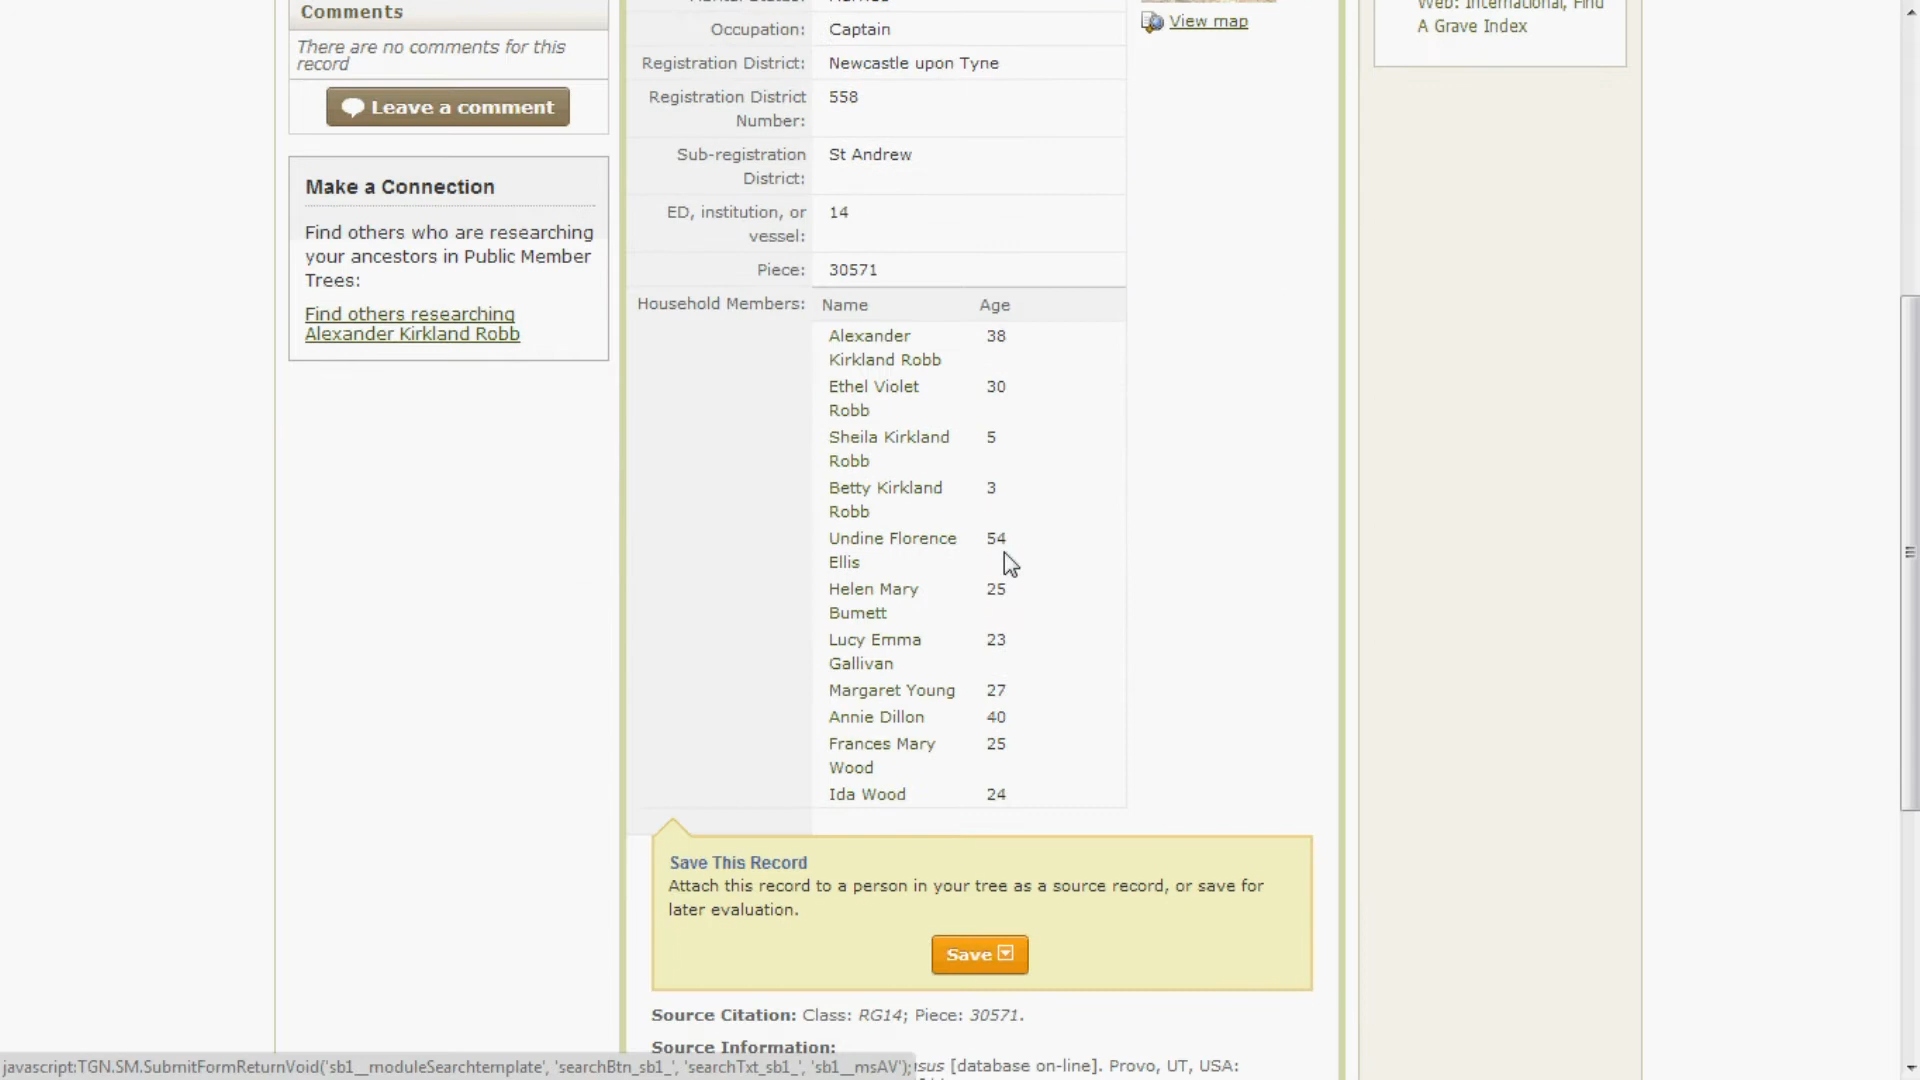 Comments
There are no comments for this
record
Leave a comment
Make a Connection
Find others who are researching
your ancestors in Public Member
Trees:
Find others researching
Alexander Kirkland Robb
Occupation: Captain
Registration District: Newcastle upon Tyne
Registration District 558
Number:
Sub-registration St Andrew
District:
ED, institution, or 14
vessel:
Piece: 30571
Household Members: Name Age
Alexander 38
Kirkland Robb
Ethel Violet 30
Robb
Sheila Kirkland 5
Robb
Betty Kirkland 3
Robb
Undine Florence 54
Ellis
Helen Mary 25
Bumett
Lucy Emma 23
Gallivan
Margaret Young 27
Annie Dillon 40
Frances Mary 25
Wood
Ida Wood 24
Save This Record
Attach this record to a person in your tree as a source record, or save for
later evaluation.
Save
Source Citation: Class: RG14; Piece: 30571.
Source Information:
[database on-line]. Provo, UT, USA:
View map
Web: International, Find
A Grave Index
javascript:TGN.SM.SubmitFormReturnVoid('sb1__moduleSearchtemplate', 'searchBtn_sb1_', 'searchTxt_sb1_', 'sb1__msAV');